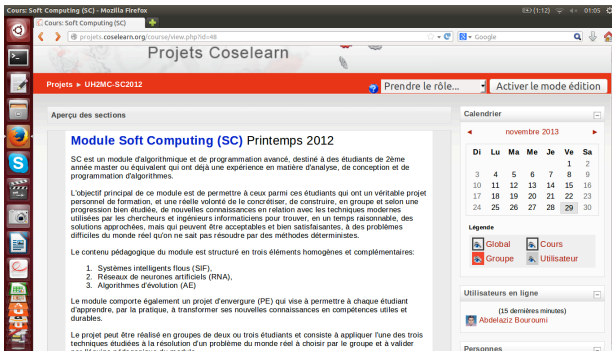 Cours: Soft Computing (SC) - Mozilla Firefox
(1:12)
01:05
Cours: Soft Computing (SC)
projets.coselearn.org/course/view.php?id=48
Google
Projets Coselearn
Projets ► UH2MC-SC2012
Prendre le rôle...
Activer le mode édition
Aperçu des sections
Module Soft Computing (SC) Printemps 2012
SC est un module d'algorithmique et de programmation avancé, destiné à des étudiants de 2ème
année master ou équivalent qui ont déjà une expérience en matière d'analyse, de conception et de
programmation d'algorithmes.
L'objectif principal de ce module est de permettre à ceux parmi ces étudiants qui ont un véritable projet
personnel de formation, et une réelle volonté de le concrétiser, de construire, en groupe et selon une
progression bien étudiée, de nouvelles connaissances en relation avec les techniques modernes
utilisées par les chercheurs et ingénieurs informaticiens pour trouver, en un temps raisonnable, des
solutions approchées, mais qui peuvent être acceptables et bien satisfaisantes, à des problèmes
difficiles du monde réel qu'on ne sait pas résoudre par des méthodes déterministes.
Le contenu pédagogique du module est structuré en trois éléments homogènes et complémentaires:
1. Systèmes intelligents flous (SIF),
2. Réseaux de neurones artificiels (RNA),
3. Algorithmes d'évolution (AE)
Le module comporte également un projet d'envergure (PE) qui vise à permettre à chaque étudiant
d'apprendre, par la pratique, à transformer ses nouvelles connaissances en compétences utiles et
durables.
Le projet peut être réalisé en groupes de deux ou trois étudiants et consiste à appliquer l'une des trois
techniques étudiées à la résolution d'un problème du monde réel à choisir par le groupe et à valider
par l'équipe pédagogique du module.
Calendrier
◄ novembre 2013 ►
Di Lu Ma Me Je Ve Sa
1 2
3 4 5 6 7 8 9
10 11 12 13 14 15 16
17 18 19 20 21 22 23
24 25 26 27 28 29 30
Légende
Global Cours
Groupe Utilisateur
Utilisateurs en ligne
(15 dernières minutes)
Abdelaziz Bouroumi
Personnes